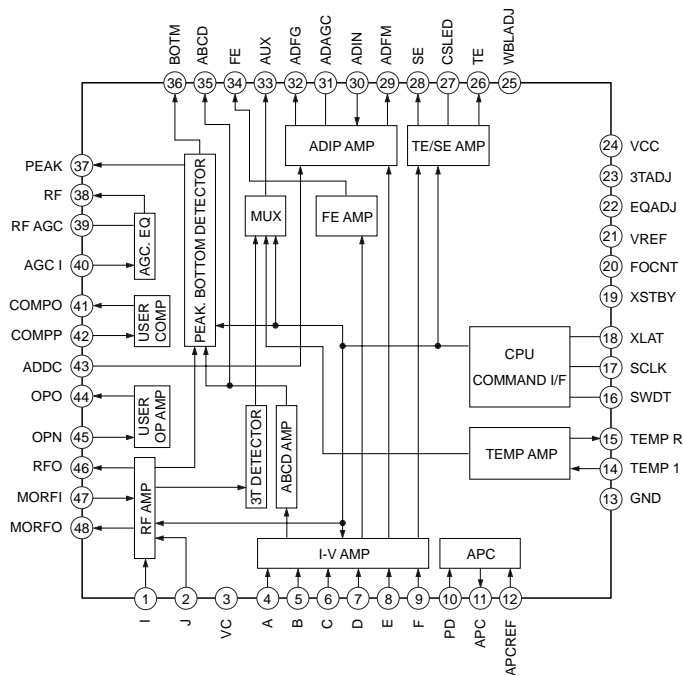 BOTM
ABCD
FE
AUX
ADFG
ADAGC
ADIN
ADFM
SE
CSLED
TE
WBLADJ
36
35
34
33
32
31
30
29
28
27
26
25
ADIP AMP
TE/SE AMP
PEAK
37
RF
38
RF AGC
39
AGC I
40
COMPO
41
COMPP
42
ADDC
43
OPO
44
OPN
45
RFO
46
MORFI
47
MORFO
48
AGC. EQ
USER
COMP
USER
OP AMP
RF AMP
PEAK. BOTTOM DETECTOR
MUX
FE AMP
3T DETECTOR
ABCD AMP
CPU
COMMAND I/F
TEMP AMP
I-V AMP
APC
24
VCC
23
3TADJ
22
EQADJ
21
VREF
20
FOCNT
19
XSTBY
18
XLAT
17
SCLK
16
SWDT
15
TEMP R
14
TEMP 1
13
GND
1
2
3
4
5
6
7
8
9
10
11
12
I
J
VC
A
B
C
D
E
F
PD
APC
APCREF